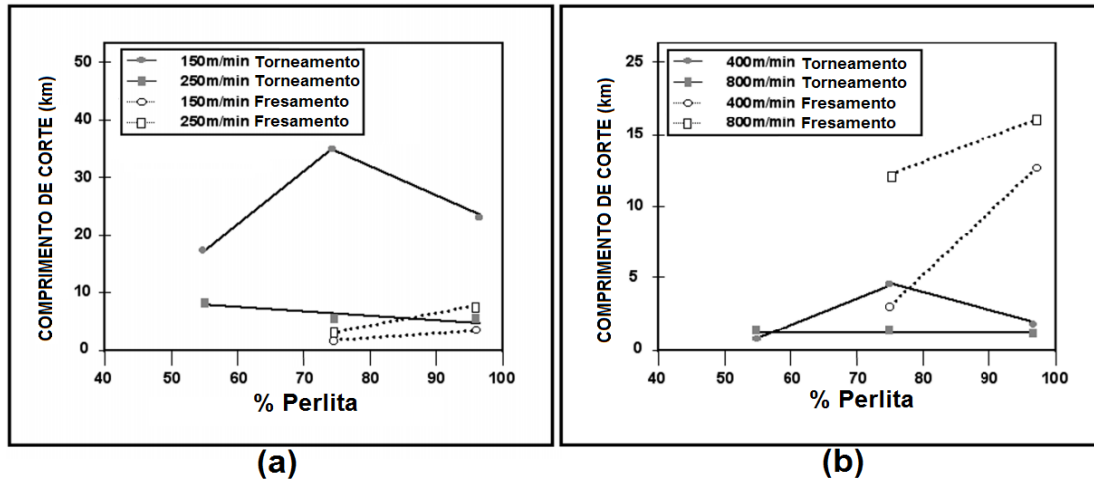 150m/min Torneamento
250m/min Torneamento
150m/min Fresamento
250m/min Fresamento
COMPRIMENTO DE CORTE (km)
50
40
30
20
10
0
40 50 60 70 80 90 100
% Perlita
(a)
400m/min Torneamento
800m/min Torneamento
400m/min Fresamento
800m/min Fresamento
COMPRIMENTO DE CORTE (km)
25
20
15
10
5
0
40 50 60 70 80 90 100
% Perlita
(b)